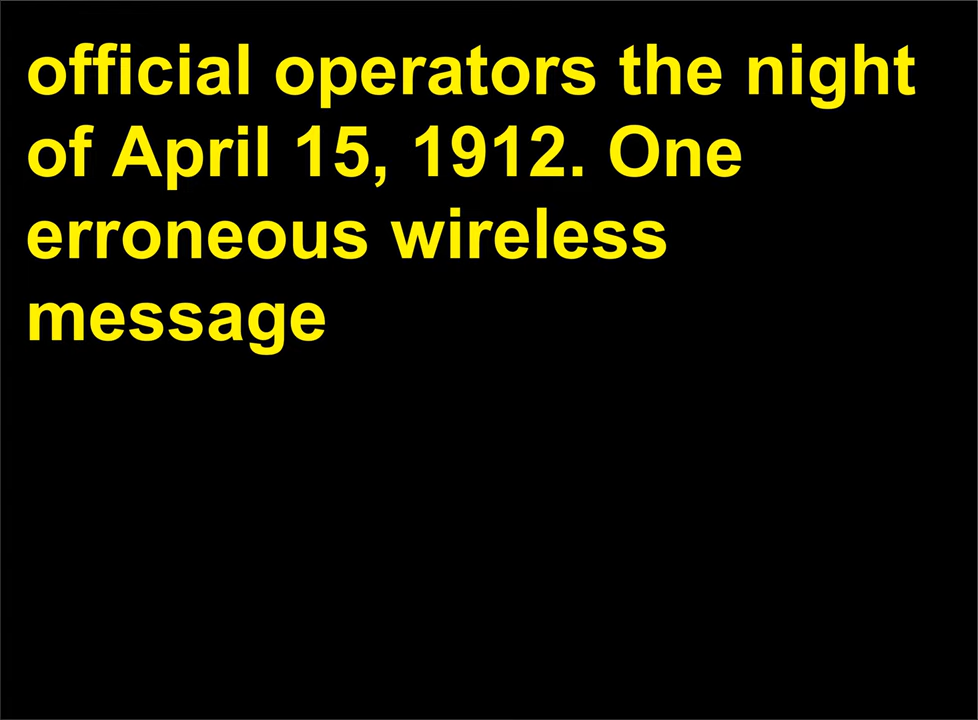 official operators the night
of April 15, 1912. One
erroneous wireless
message